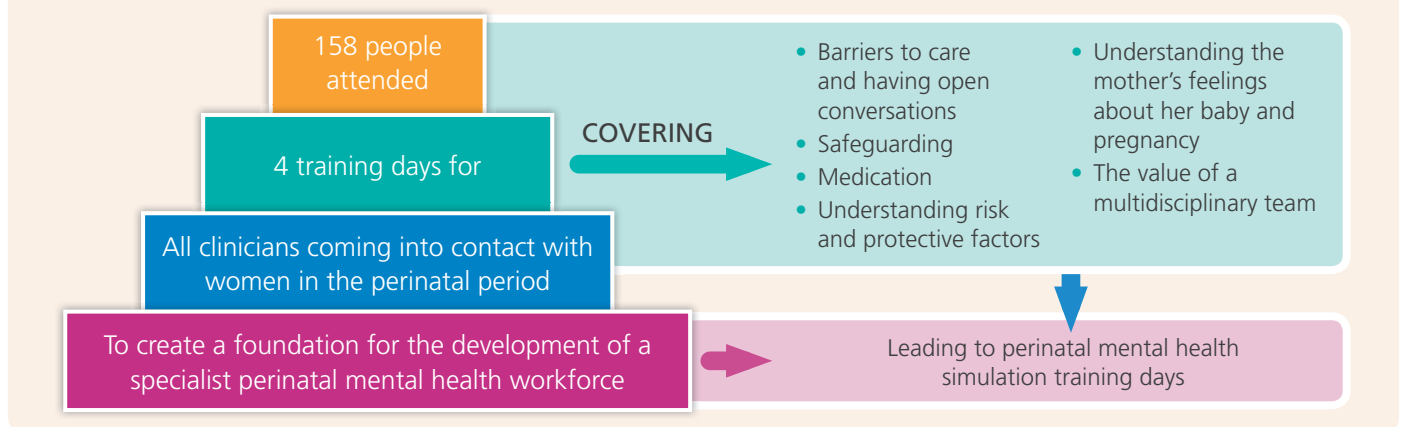 158 people
attended
4 training days for
All clinicians coming into contact with
women in the perinatal period
To create a foundation for the development of a
specialist perinatal mental health workforce
COVERING
• Barriers to care
and having open
conversations
• Safeguarding
• Medication
• Understanding risk
and protective factors
• Understanding the
mother’s feelings
about her baby and
pregnancy
• The value of a
multidisciplinary team
Leading to perinatal mental health
simulation training days